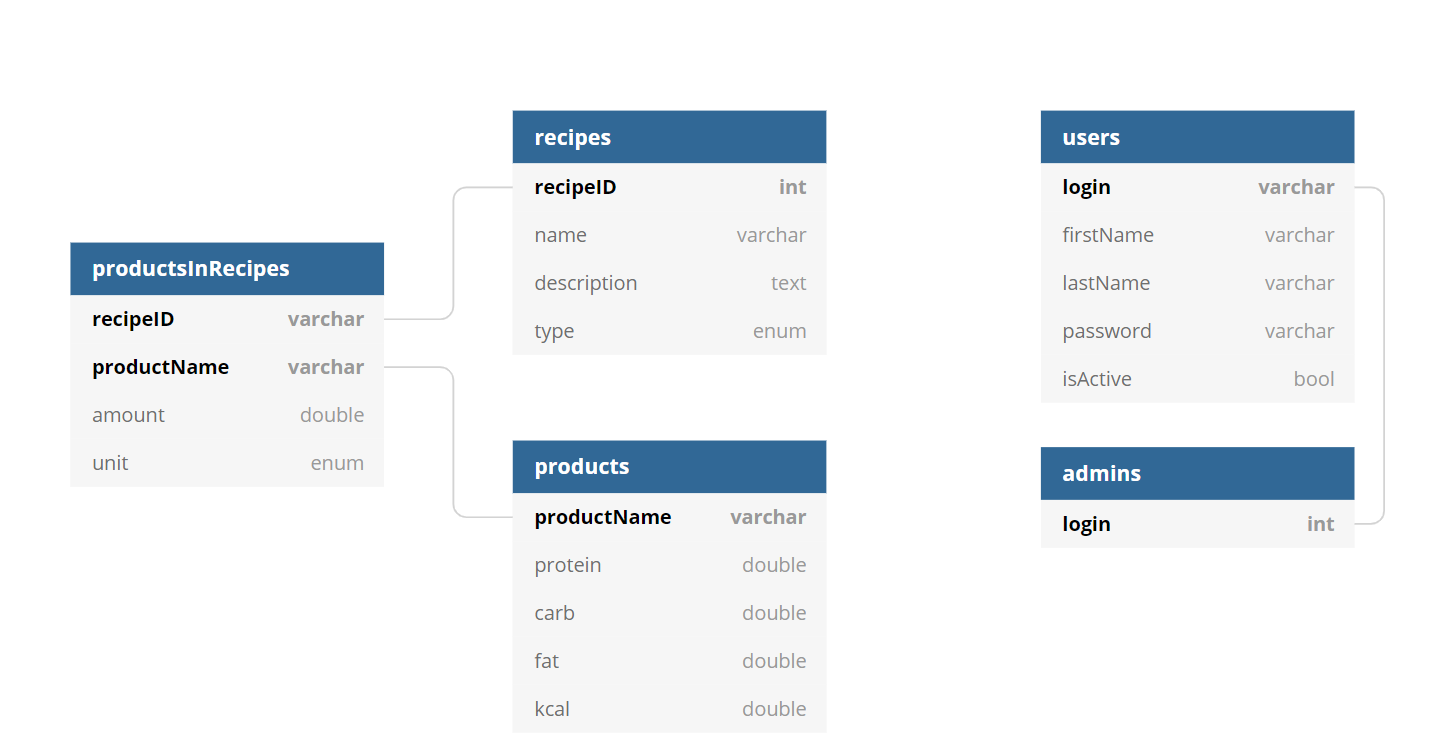 productsInRecipes
recipeID varchar
productName varchar
amount double
unit enum
recipes
recipeID int
name varchar
description text
type enum
products
productName varchar
protein double
carb double
fat double
kcal double
users
login varchar
firstName varchar
lastName varchar
password varchar
isActive bool
admins
login int